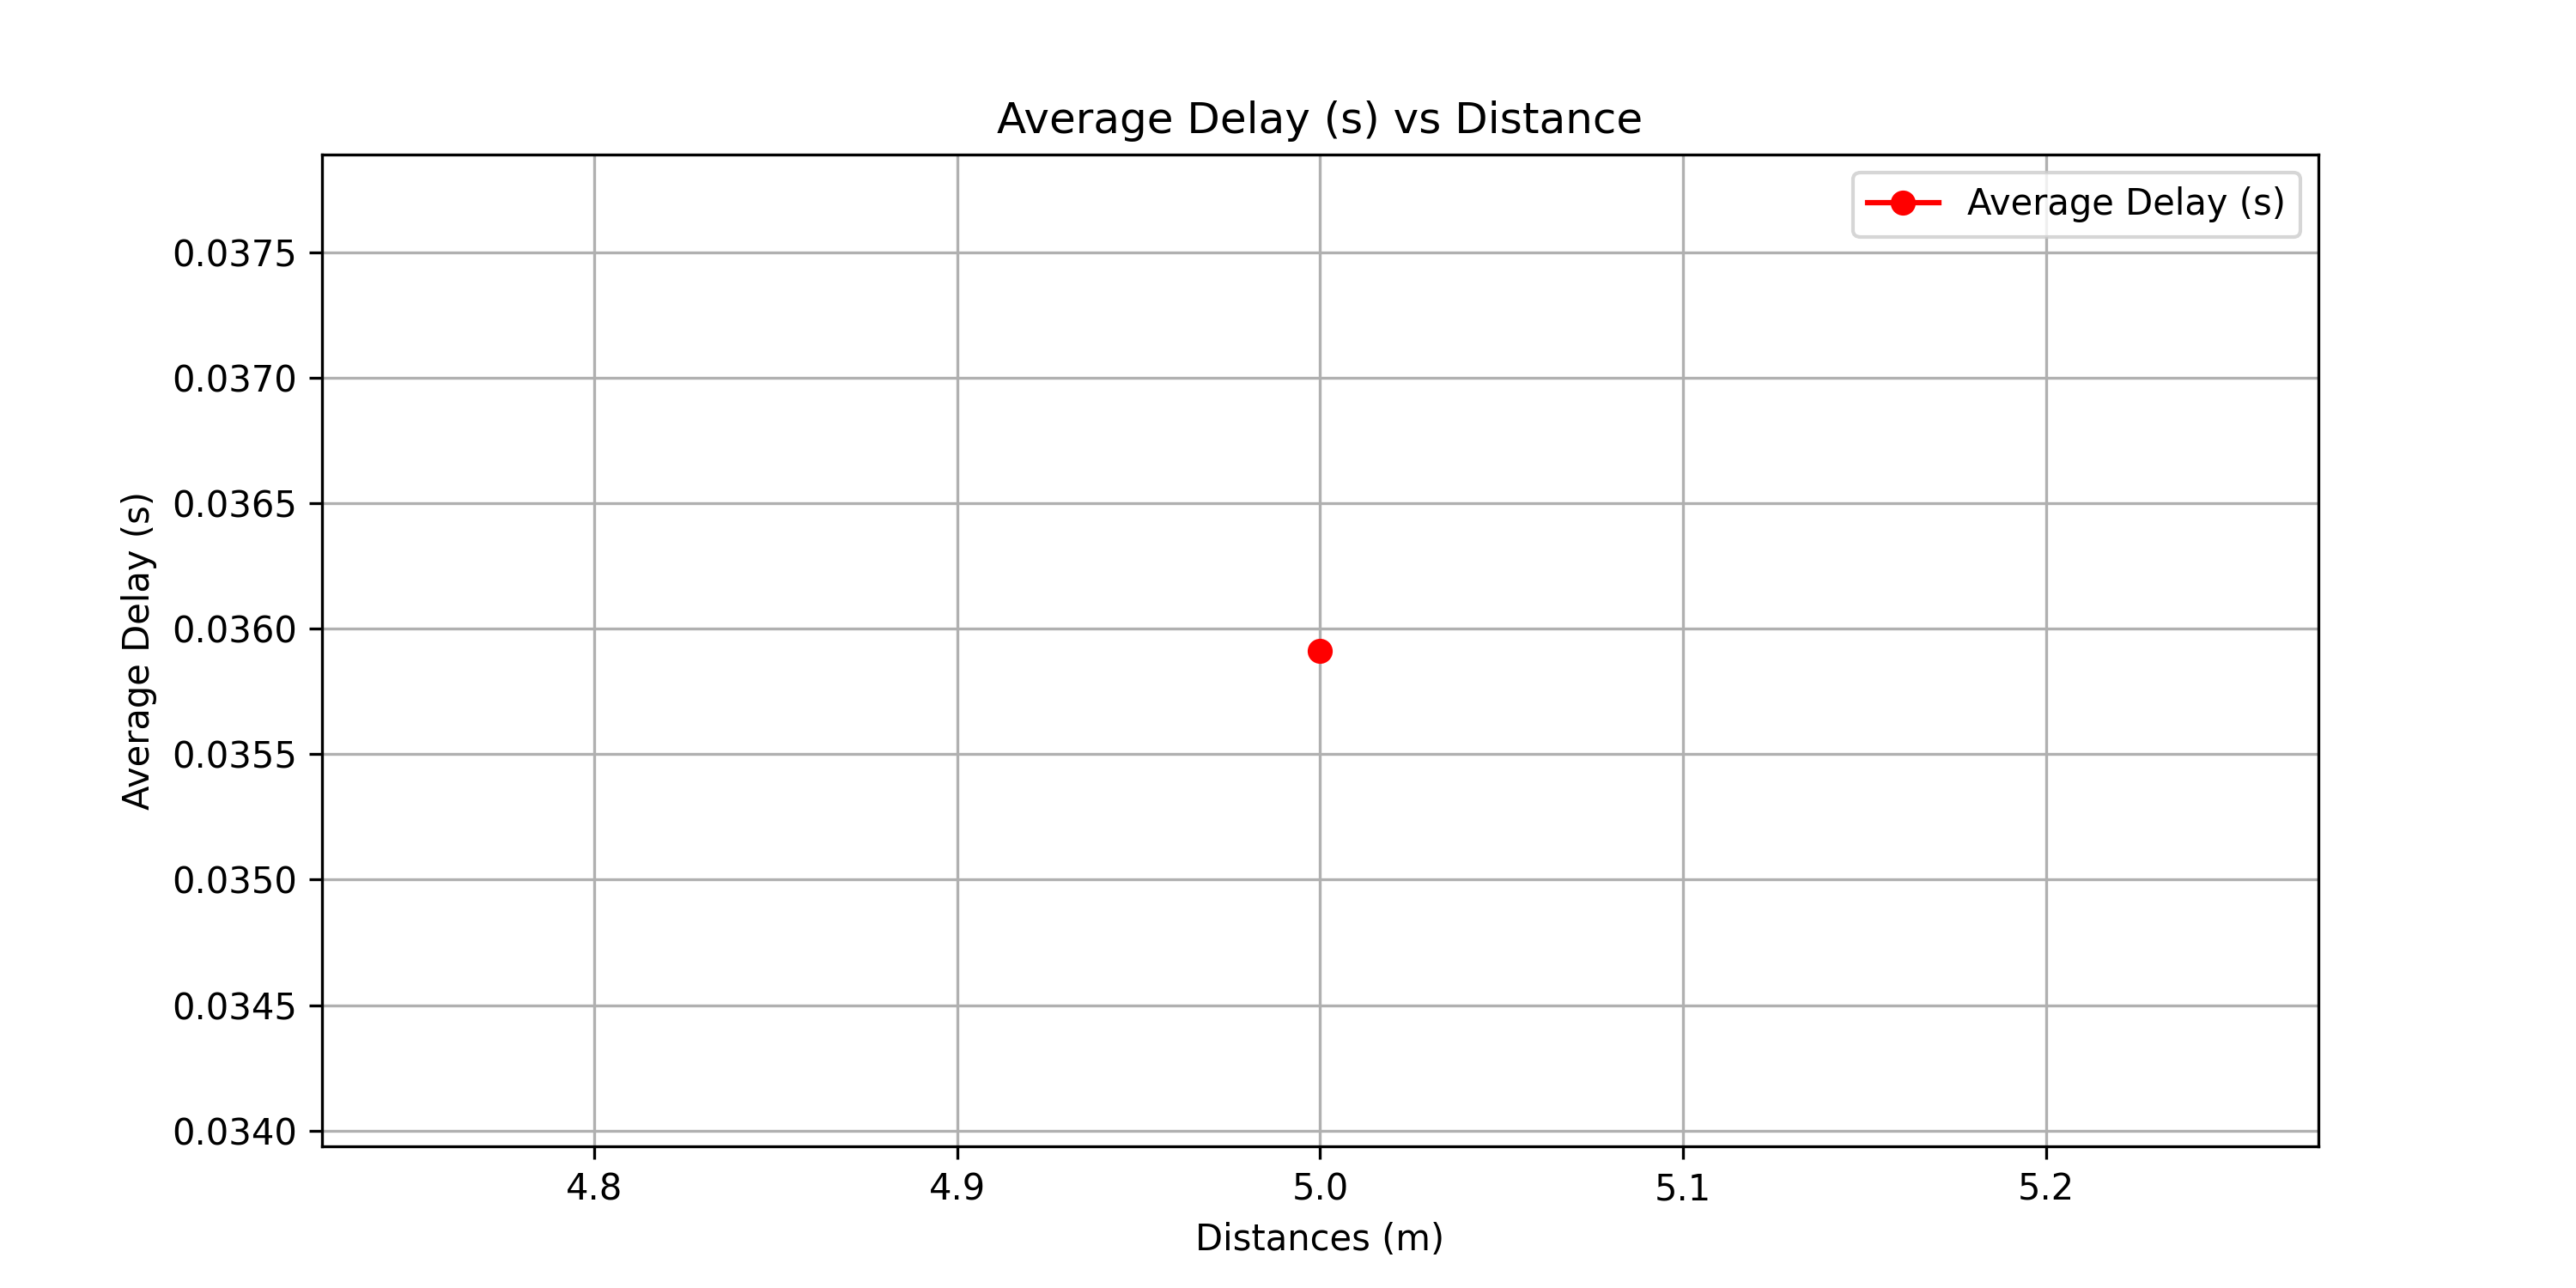 Average Delay (s) vs Distance
Average Delay (s)
0.0375
0.0370
0.0365
0.0360
0.0355
0.0350
0.0345
0.0340
Average Delay (s)
4.8 4.9 5.0 5.1 5.2
Distances (m)